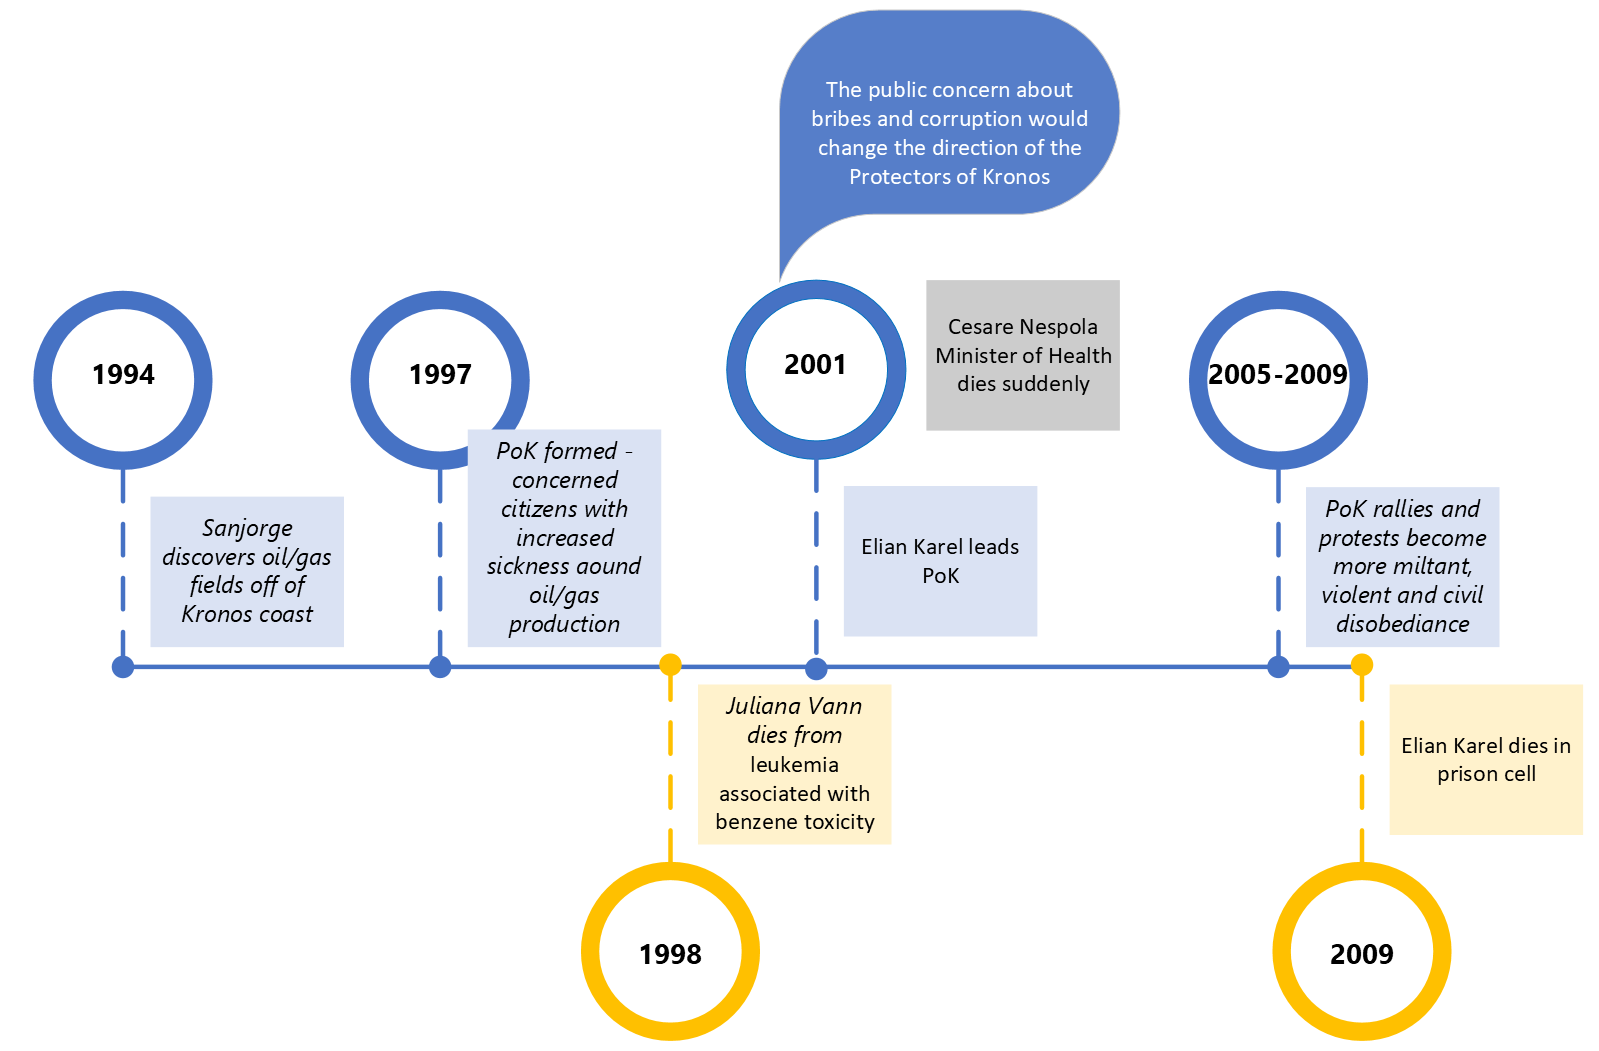 The public concern about
bribes and corruption would
change the direction of the
Protectors of Kronos
1994
Sanjorge
discovers oil/gas
fields off of
Kronos coast
1997
PoK formed -
concerned
citizens with
increased
sickness aound
oil/gas
production
2001
Cesare Nespola
Minister of Health
dies suddenly
Elian Karel leads
PoK
2005-2009
PoK rallies and
protests become
more miltant,
violent and civil
disobediance
Juliana Vann
dies from
leukemia
associated with
benzene toxicity
1998
Elian Karel dies in
prison cell
2009